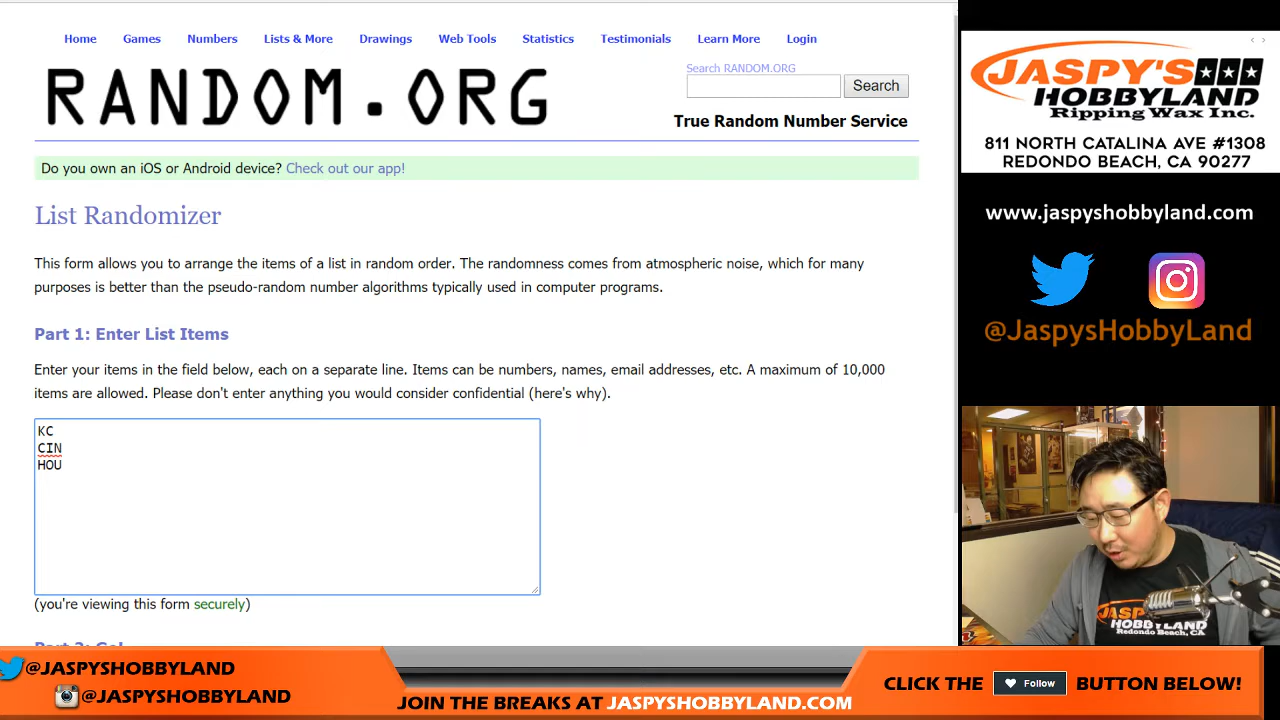 Home Games Numbers Lists & More Drawings Web Tools Statistics Testimonials Learn More Login
Search RANDOM.ORG
RANDOM.ORG
Search
True Random Number Service
Do you own an iOS or Android device? Check out our app!
List Randomizer
This form allows you to arrange the items of a list in random order. The randomness comes from atmospheric noise, which for many
purposes is better than the pseudo-random number algorithms typically used in computer programs.
Part 1: Enter List Items
Enter your items in the field below, each on a separate line. Items can be numbers, names, email addresses, etc. A maximum of 10,000
items are allowed. Please don't enter anything you would consider confidential (here's why).
KC
CIN
HOU
(you're viewing this form securely)
JASPY'S
HOBBYLAND
Ripping Wax Inc.
811 NORTH CATALINA AVE #1308
REDONDO BEACH, CA 90277
www.jaspyshobbyland.com
@JaspysHobbyLand
JASPY'S
HOBBYLAND
Redondo Beach, CA
@JASPYSHOBBYLAND
@JASPYSHOBBYLAND
JOIN THE BREAKS AT JASPYSHOBBYLAND.COM
CLICK THE Follow BUTTON BELOW!